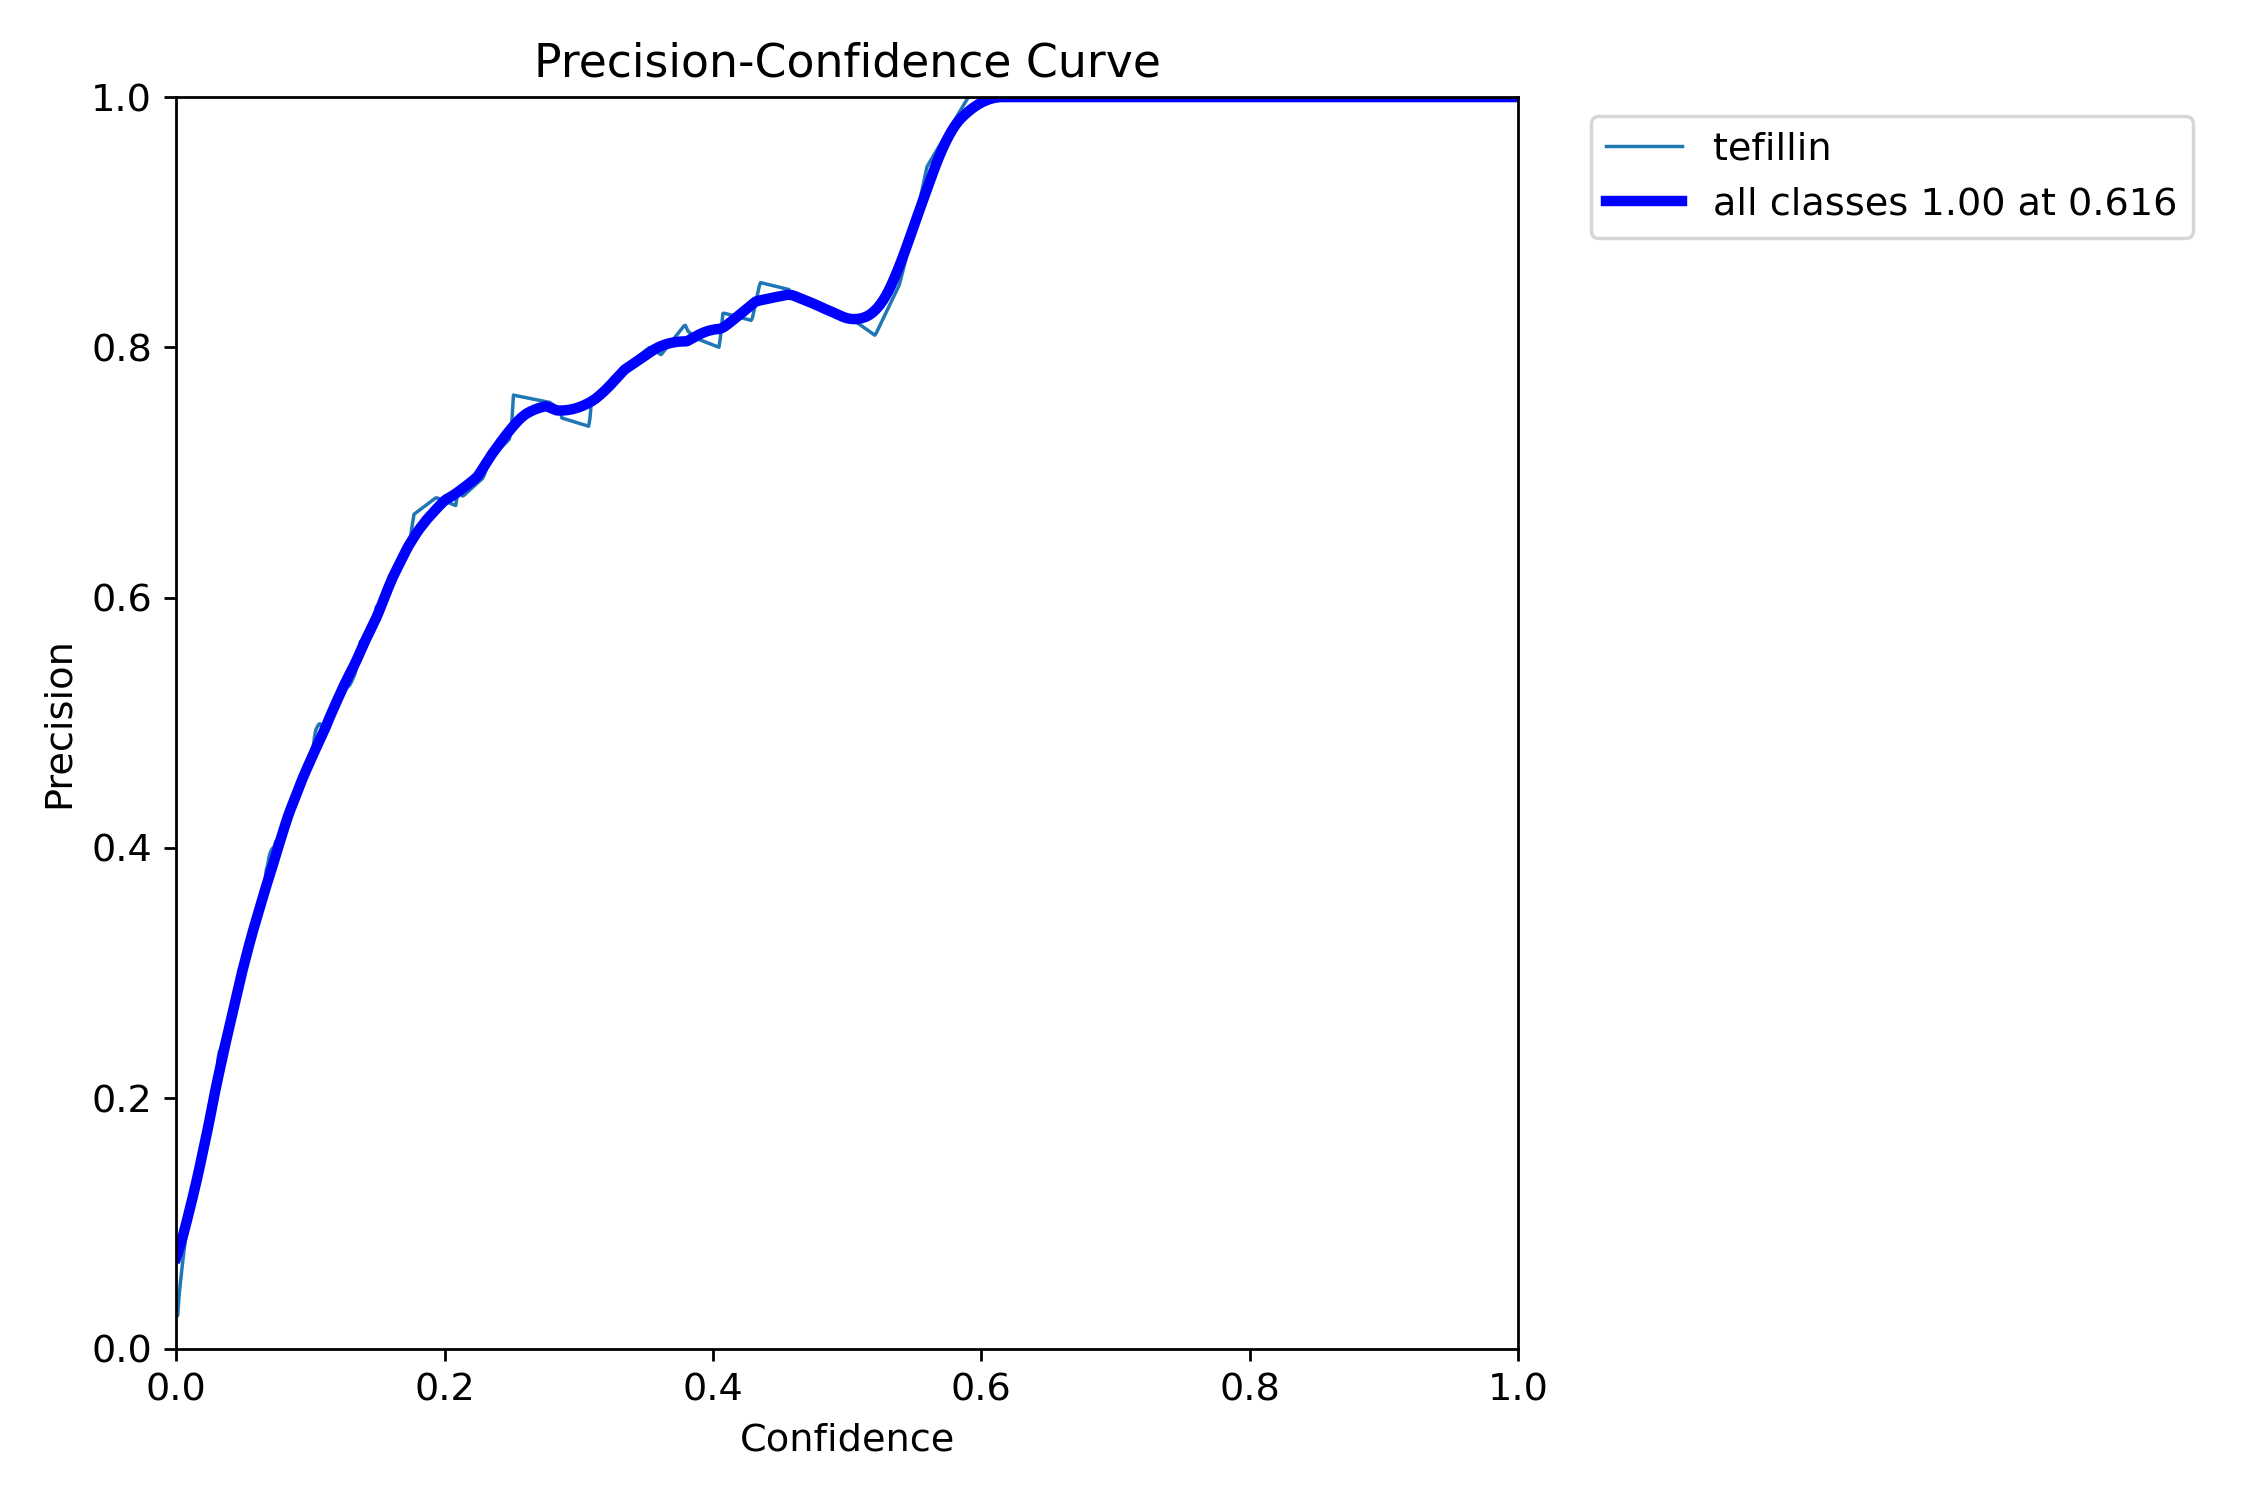 Precision-Confidence Curve
1.0
0.8
0.6
0.4
0.2
0.0
Precision
0.0 0.2 0.4 0.6 0.8 1.0
Confidence
tefillin
all classes 1.00 at 0.616